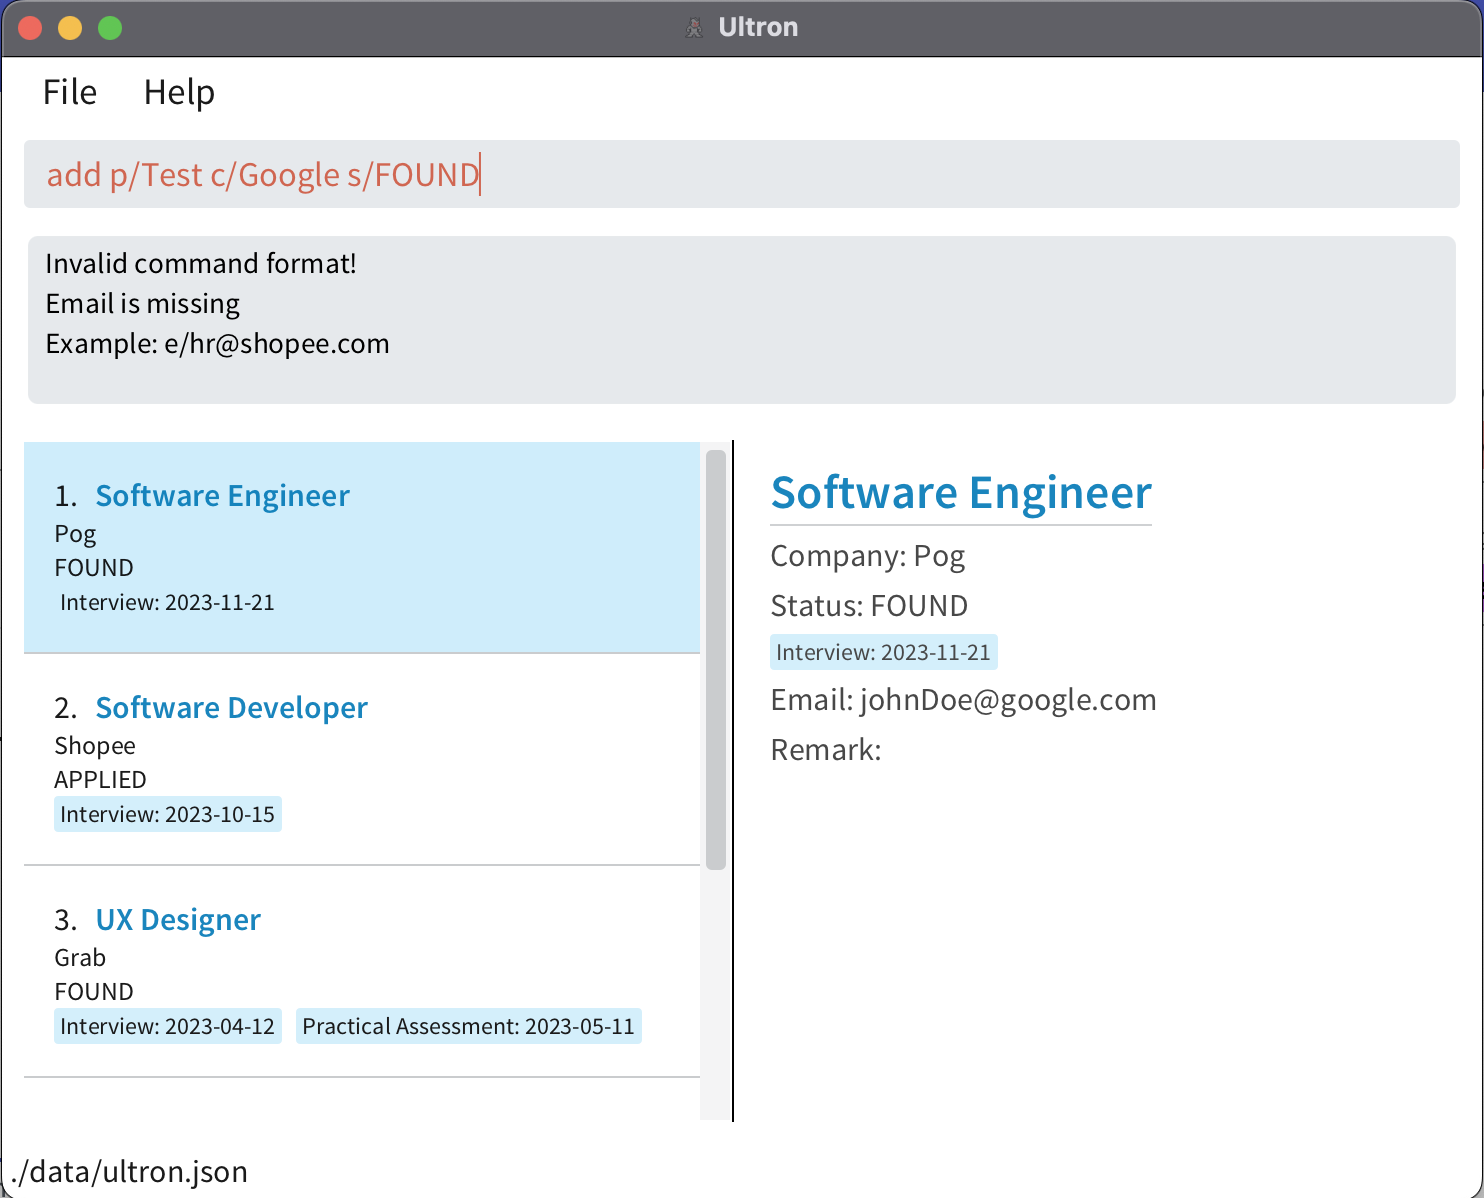 Ultron
File Help
add p/Test c/Google s/FOUND
Invalid command format!
Email is missing
Example: e/hr@shopee.com
1. Software Engineer
Pog
FOUND
Interview: 2023-11-21
2. Software Developer
Shopee
APPLIED
Interview: 2023-10-15
3. UX Designer
Grab
FOUND
Interview: 2023-04-12 Practical Assessment: 2023-05-11
Software Engineer
Company: Pog
Status: FOUND
Interview: 2023-11-21
Email: johnDoe@google.com
Remark:
./data/ultron.json